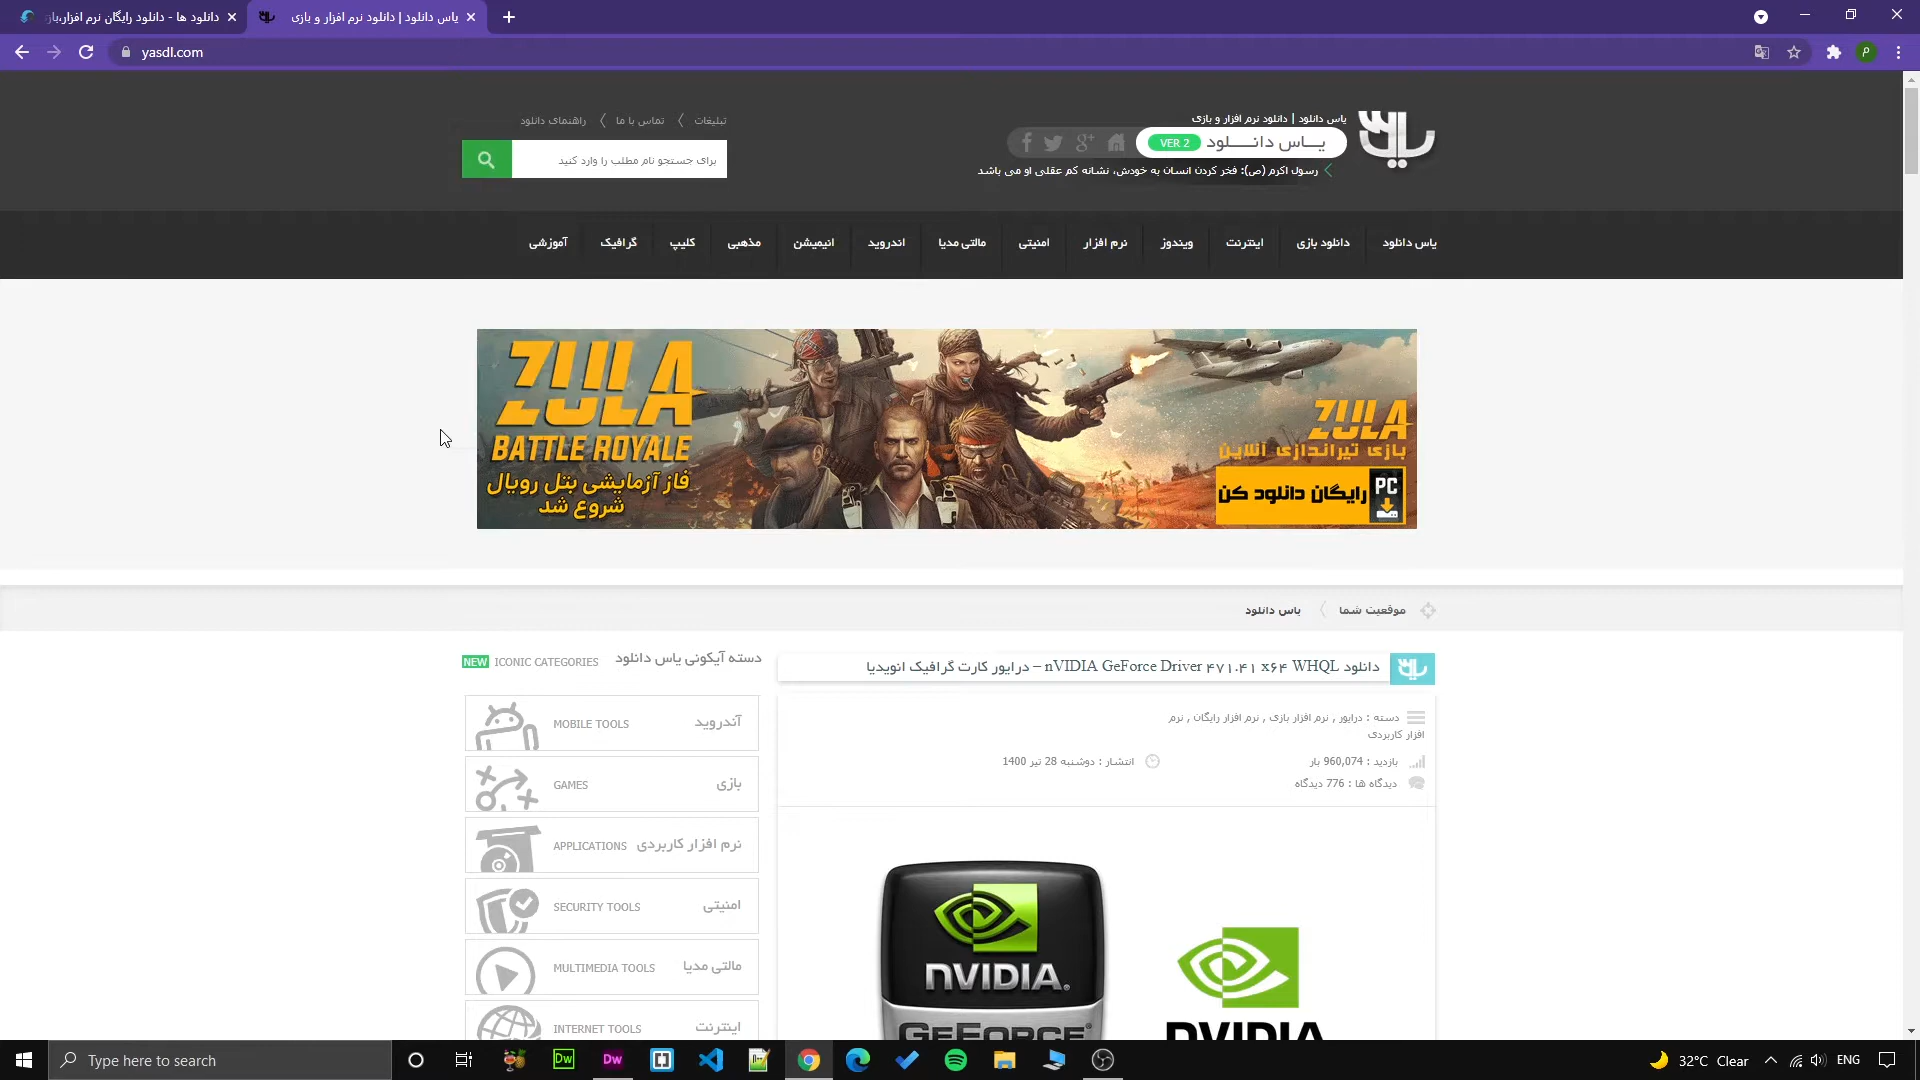 دانلود ها - دانلود رایگان نرم افزار،باز
یاس دانلود | دانلود نرم افزار و بازی
yasdl.com
تبلیغات
تماس با ما
راهنمای دانلود
برای جستجو نام مطلب را وارد کنید
یاس دانلود | دانلود نرم افزار و بازی
یـــاس دانـــــلود VER 2
رسول اکرم (ص): فخر کردن انسان به خودش، نشانه کم عقلی او می باشد
یاس دانلود
دانلود بازی
اینترنت
ویندوز
نرم افزار
امنیتی
مالتی مدیا
اندروید
انیمیشن
مذهبی
کلیپ
گرافیک
آموزشی
ZULA
BATTLE ROYALE
فاز آزمایشی بتل رویال
شروع شد
ZULA
بازی تیراندازی آنلاین
رایگان دانلود کن
PC
موقعیت شما
یاس دانلود
دسته آیکونی یاس دانلود
ICONIC CATEGORIES
NEW
دانلود nVIDIA GeForce Driver ۴۷۱.۴۱ x۶۴ WHQL – درایور کارت گرافیک انویدیا
دسته : درایور , نرم افزار بازی , نرم افزار رایگان , نرم
افزار کاربردی
بازدید : 960,074 بار
انتشار : دوشنبه 28 تیر 1400
دیدگاه ها : 776 دیدگاه
آندروید
MOBILE TOOLS
بازی
GAMES
نرم افزار کاربردی
APPLICATIONS
امنیتی
SECURITY TOOLS
مالتی مدیا
MULTIMEDIA TOOLS
اینترنت
INTERNET TOOLS
NVIDIA.
GEFORCE
NVIDIA
Type here to search
Dw
Dw
32°C Clear
ENG